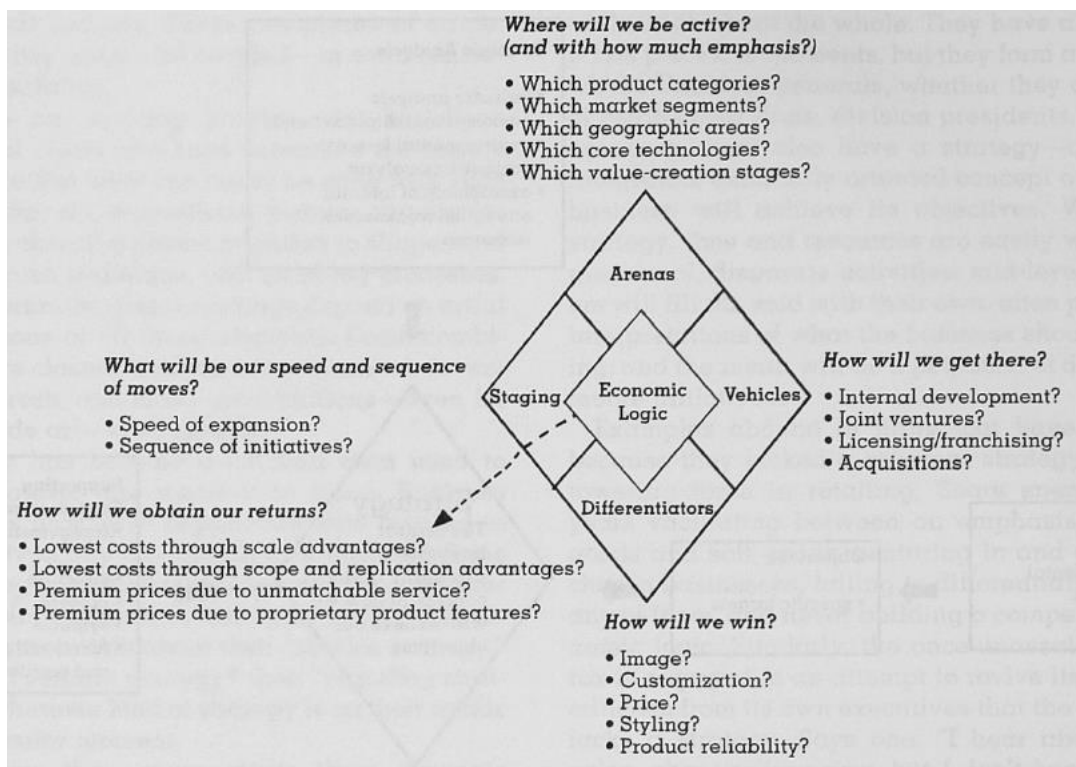 Where will we be active?
(and with how much emphasis?)
• Which product categories?
• Which market segments?
• Which geographic areas?
• Which core technologies?
• Which value-creation stages?
Arenas
What will be our speed and sequence
of moves?
• Speed of expansion?
• Sequence of initiatives?
Staging
Economic
Logic
Vehicles
How will we get there?
• Internal development?
• Joint ventures?
• Licensing/franchising?
• Acquisitions?
Differentiators
How will we obtain our returns?
• Lowest costs through scale advantages?
• Lowest costs through scope and replication advantages?
• Premium prices due to unmatchable service?
• Premium prices due to proprietary product features?
How will we win?
• Image?
• Customization?
• Price?
• Styling?
• Product reliability?